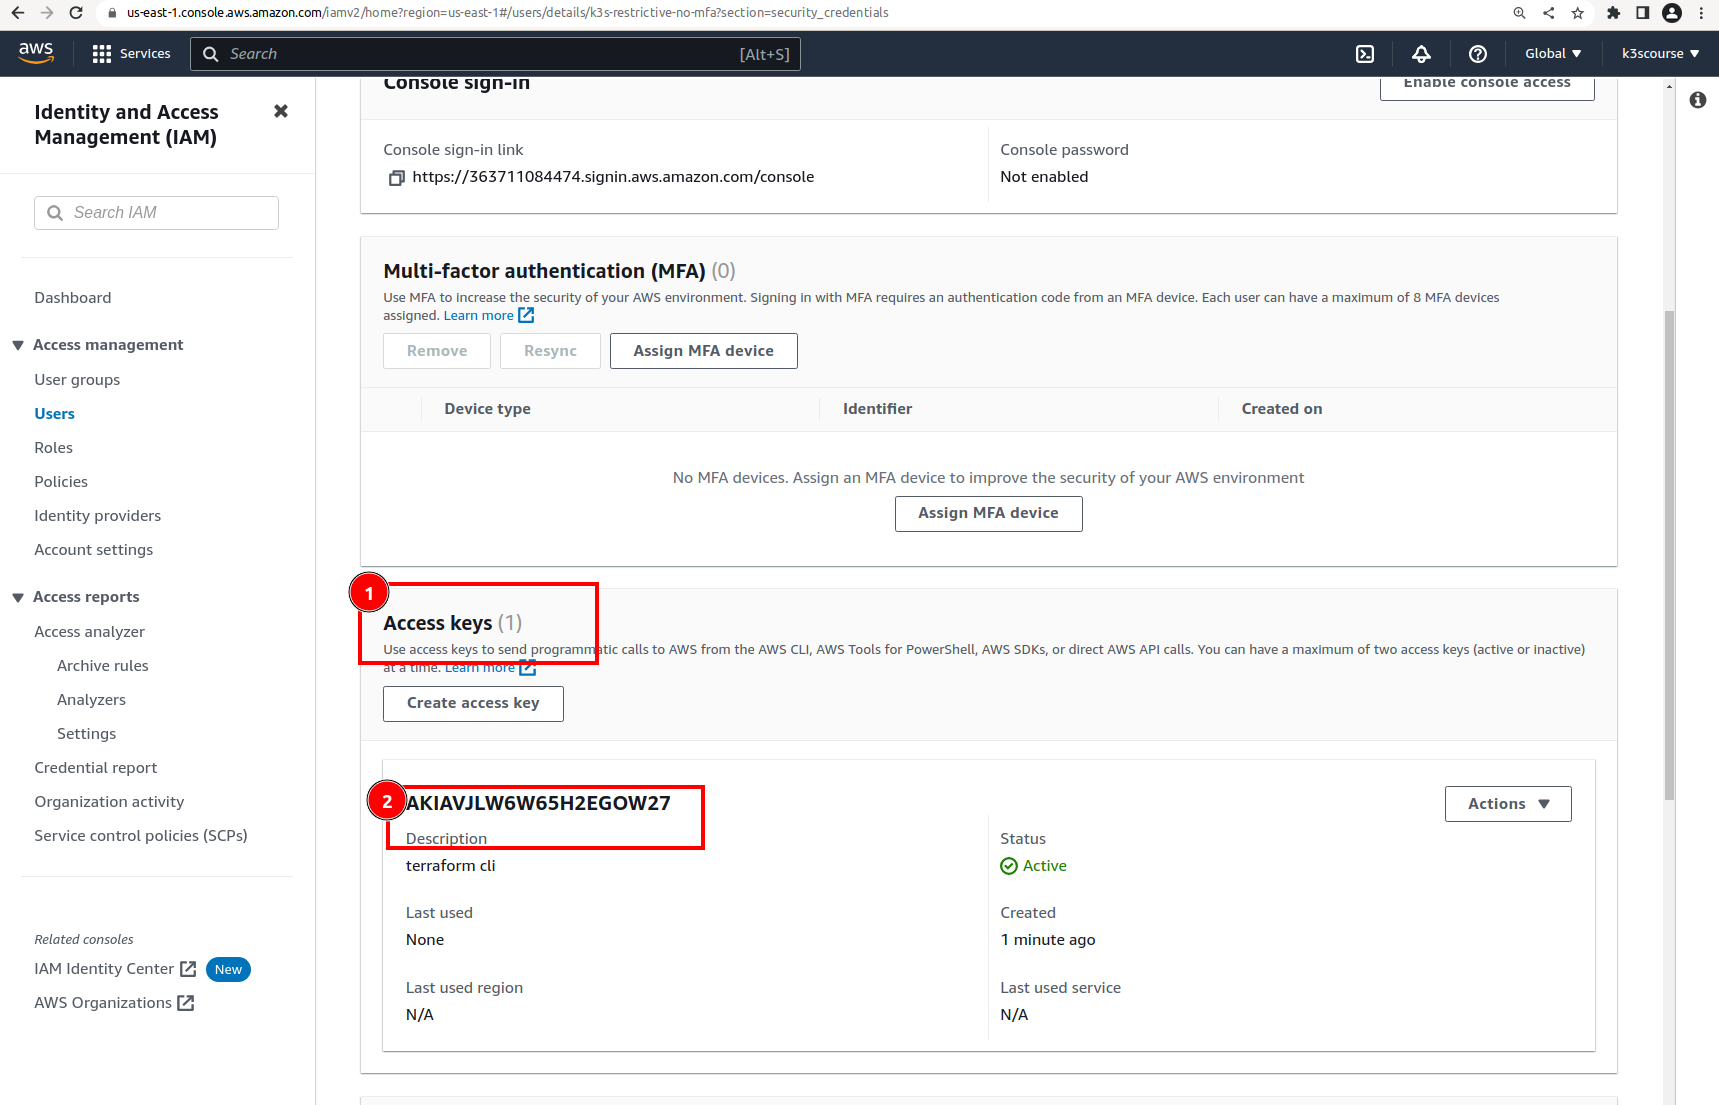 us-east-1.console.aws.amazon.com/iamv2/home?region=us-east-1#/users/details/k3s-restrictive-no-mfa?section=security_credentials
aws
Services
Search
[Alt+S]
Global
k3scourse
Identity and Access
Management (IAM)
Search IAM
Dashboard
Access management
User groups
Users
Roles
Policies
Identity providers
Account settings
Access reports
Access analyzer
Archive rules
Analyzers
Settings
Credential report
Organization activity
Service control policies (SCPs)
Related consoles
IAM Identity Center
New
AWS Organizations
Console sign-in
Enable console access
Console sign-in link
https://363711084474.signin.aws.amazon.com/console
Console password
Not enabled
Multi-factor authentication (MFA) (0)
Use MFA to increase the security of your AWS environment. Signing in with MFA requires an authentication code from an MFA device. Each user can have a maximum of 8 MFA devices
assigned. Learn more
Remove
Resync
Assign MFA device
Device type
Identifier
Created on
No MFA devices. Assign an MFA device to improve the security of your AWS environment
Assign MFA device
1
Access keys (1)
Use access keys to send programmatic calls to AWS from the AWS CLI, AWS Tools for PowerShell, AWS SDKs, or direct AWS API calls. You can have a maximum of two access keys (active or inactive)
at a time. Learn more
Create access key
2
AKIAVJLW6W65H2EGOW27
Actions
Description
terraform cli
Status
Active
Last used
None
Created
1 minute ago
Last used region
N/A
Last used service
N/A